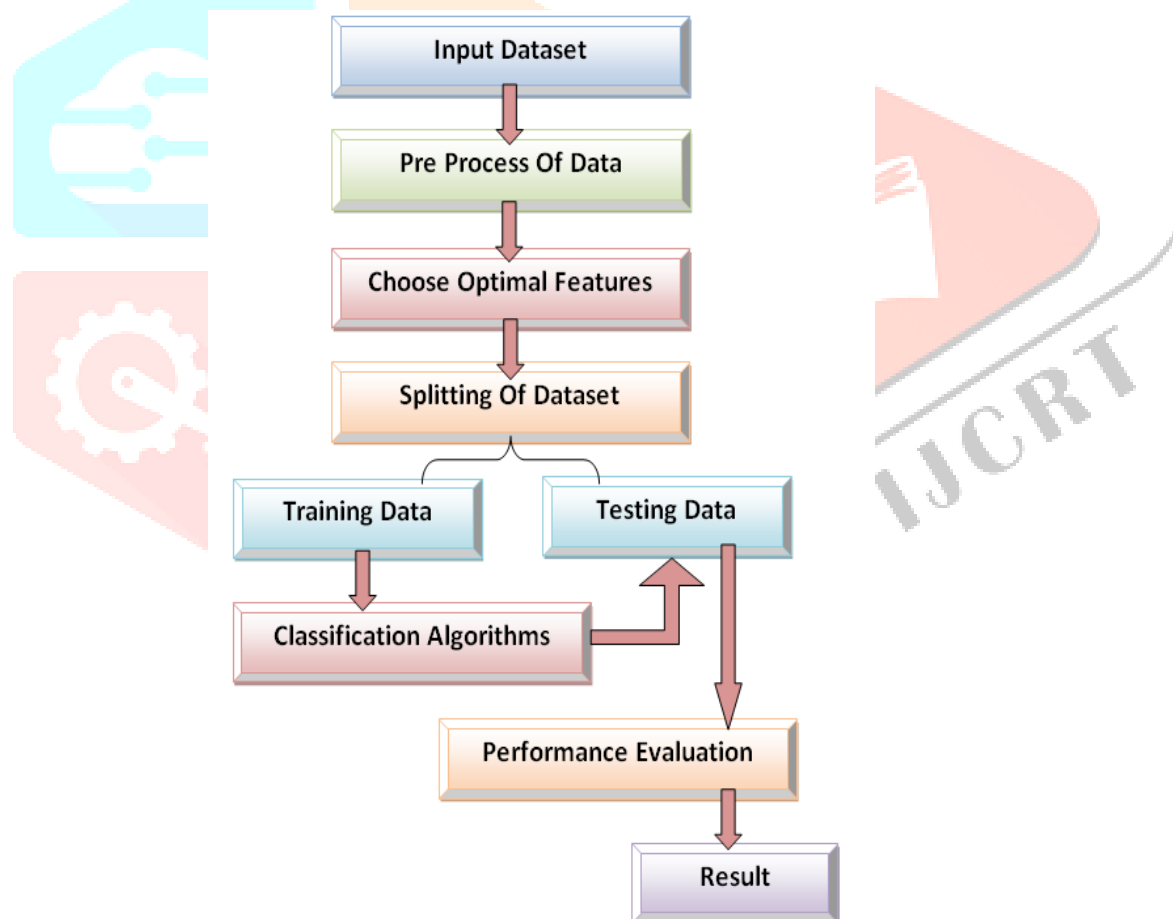 Input Dataset
Pre Process Of Data
Choose Optimal Features
Splitting Of Dataset
Training Data
Testing Data
Classification Algorithms
Performance Evaluation
Result
IJCRT